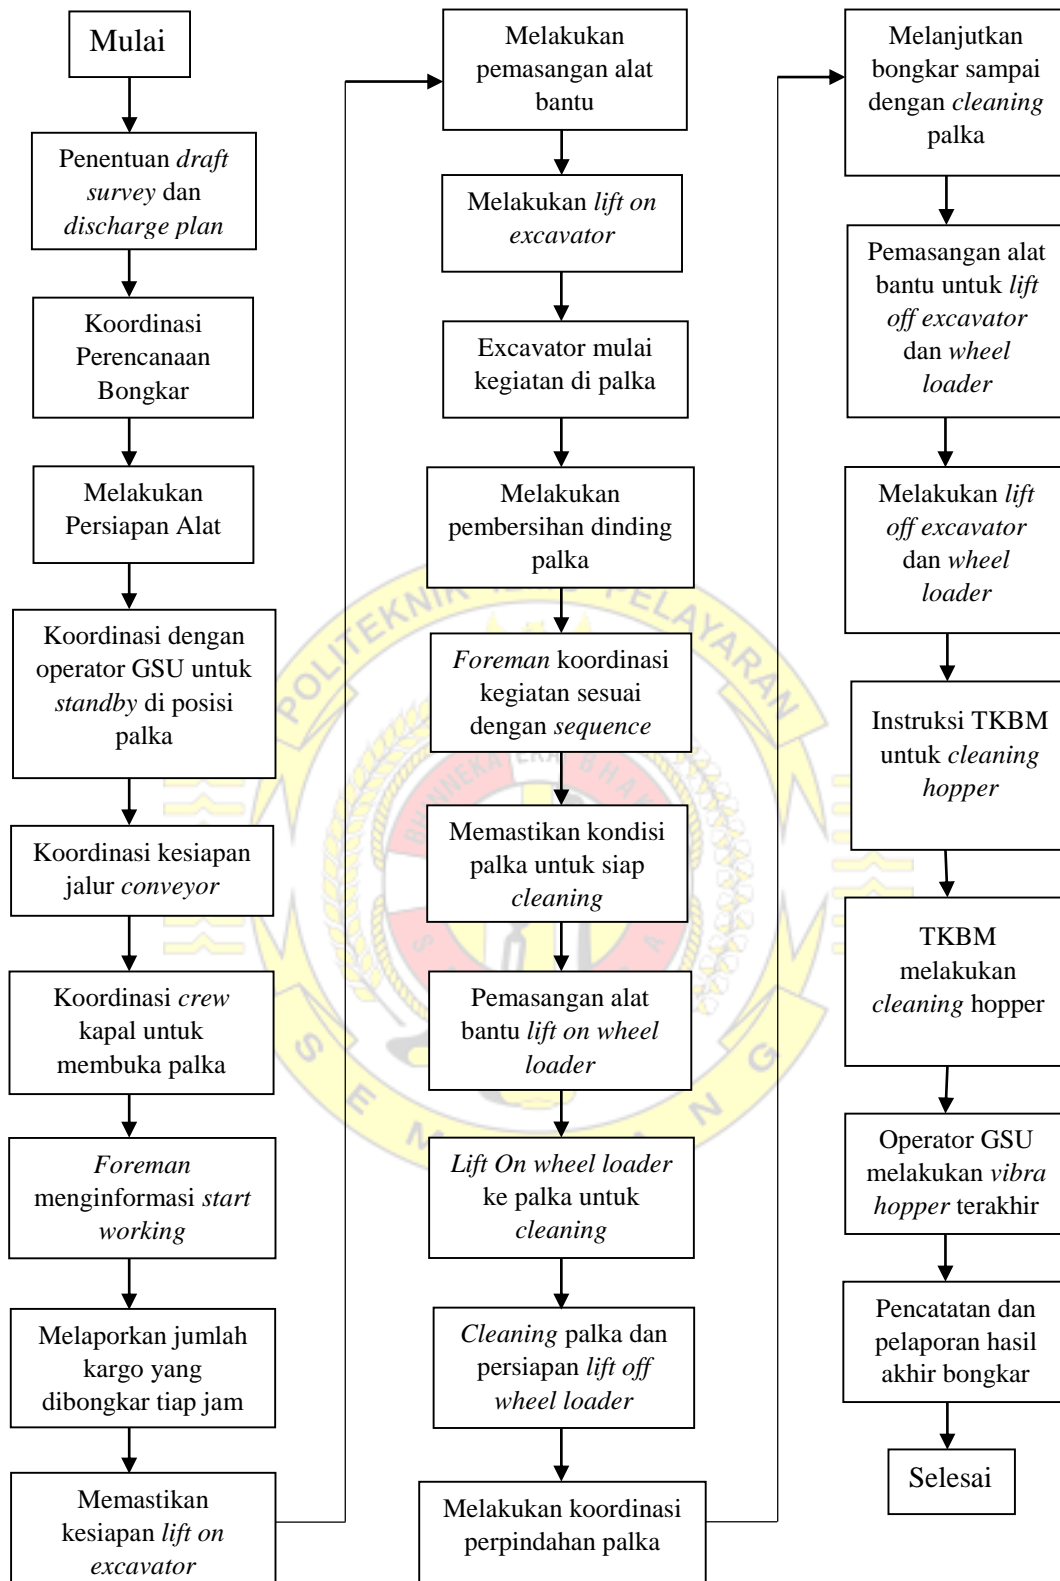 Mulai
Penentuan draft
survey dan
discharge plan
Koordinasi
Perencanaan
Bongkar
Melakukan
Persiapan Alat
Koordinasi dengan
operator GSU untuk
standby di posisi
palka
Koordinasi kesiapan
jalur conveyor
Koordinasi crew
kapal untuk
membuka palka
Foreman
menginformasi start
working
Melaporkan jumlah
kargo yang
dibongkar tiap jam
Memastikan
kesiapan lift on
excavator
Melakukan
pemasangan alat
bantu
Melakukan lift on
excavator
Excavator mulai
kegiatan di palka
Melakukan
pembersihan dinding
palka
Foreman koordinasi
kegiatan sesuai
dengan sequence
Memastikan kondisi
palka untuk siap
cleaning
Pemasangan alat
bantu lift on wheel
loader
Lift On wheel loader
ke palka untuk
cleaning
Cleaning palka dan
persiapan lift off
wheel loader
Melakukan koordinasi
perpindahan palka
Melanjutkan
bongkar sampai
dengan cleaning
palka
Pemasangan alat
bantu untuk lift
off excavator
dan wheel
loader
Melakukan lift
off excavator
dan wheel
loader
Instruksi TKBM
untuk cleaning
hopper
TKBM
melakukan
cleaning hopper
Operator GSU
melakukan vibra
hopper terakhir
Pencatatan dan
pelaporan hasil
akhir bongkar
Selesai
POLITEKNIK ILMU PELAYARAN
SEMARANG